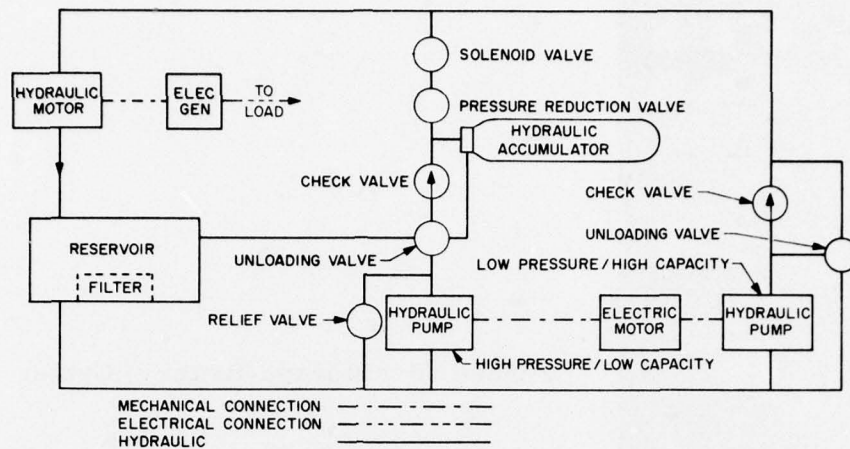 SOLENOID VALVE
HYDRAULIC
MOTOR
ELEC
GEN
TO
LOAD
PRESSURE REDUCTION VALVE
HYDRAULIC
ACCUMULATOR
CHECK VALVE
CHECK VALVE
RESERVOIR
FILTER
UNLOADING VALVE
UNLOADING VALVE
LOW PRESSURE/HIGH CAPACITY
RELIEF VALVE
HYDRAULIC
PUMP
ELECTRIC
MOTOR
HYDRAULIC
PUMP
HIGH PRESSURE/LOW CAPACITY
MECHANICAL CONNECTION
ELECTRICAL CONNECTION
HYDRAULIC